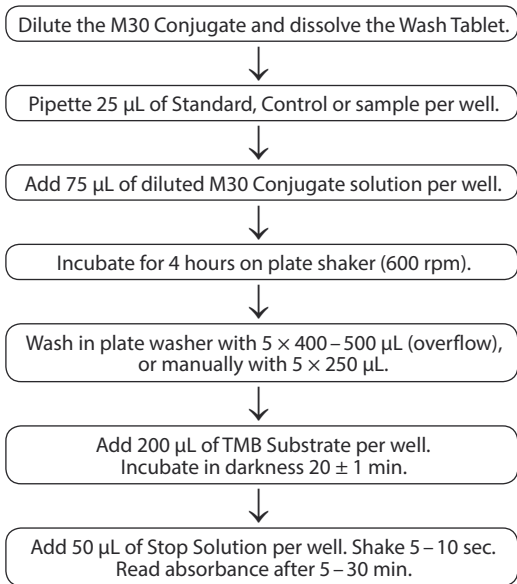 Dilute the M30 Conjugate and dissolve the Wash Tablet.
Pipette 25 µL of Standard, Control or sample per well.
Add 75 µL of diluted M30 Conjugate solution per well.
Incubate for 4 hours on plate shaker (600 rpm).
Wash in plate washer with 5 × 400 – 500 µL (overflow),
or manually with 5 × 250 µL.
Add 200 µL of TMB Substrate per well.
Incubate in darkness 20 ± 1 min.
Add 50 µL of Stop Solution per well. Shake 5 – 10 sec.
Read absorbance after 5 – 30 min.